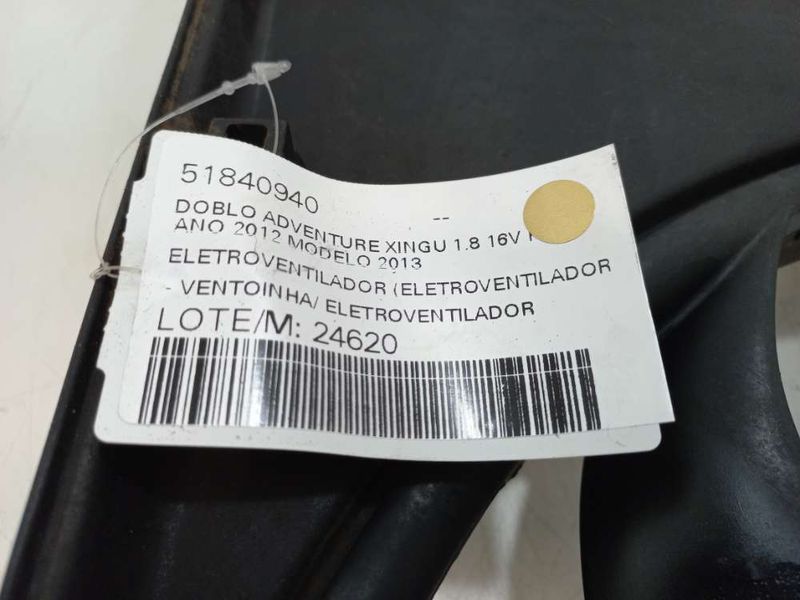 51840940
--
DOBLO ADVENTURE XINGU 1.8 16V
ANO 2012 MODELO 2013
ELETROVENTILADOR (ELETROVENTILADOR
- VENTOINHA/ ELETROVENTILADOR
LOTE/M: 24620